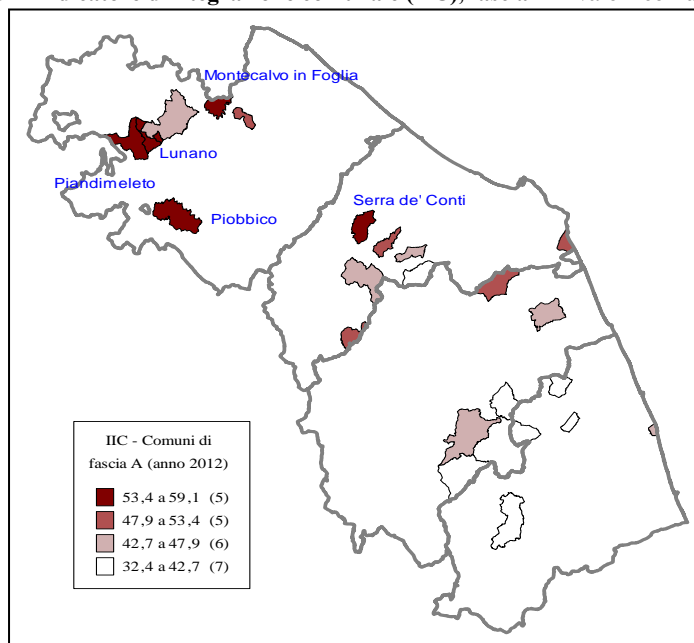 Montecalvo in Foglia
Lunano
Piandimeleto
Piobbico
Serra de' Conti
IIC - Comuni di
fascia A (anno 2012)
53,4 a 59,1 (5)
47,9 a 53,4 (5)
42,7 a 47,9 (6)
32,4 a 42,7 (7)